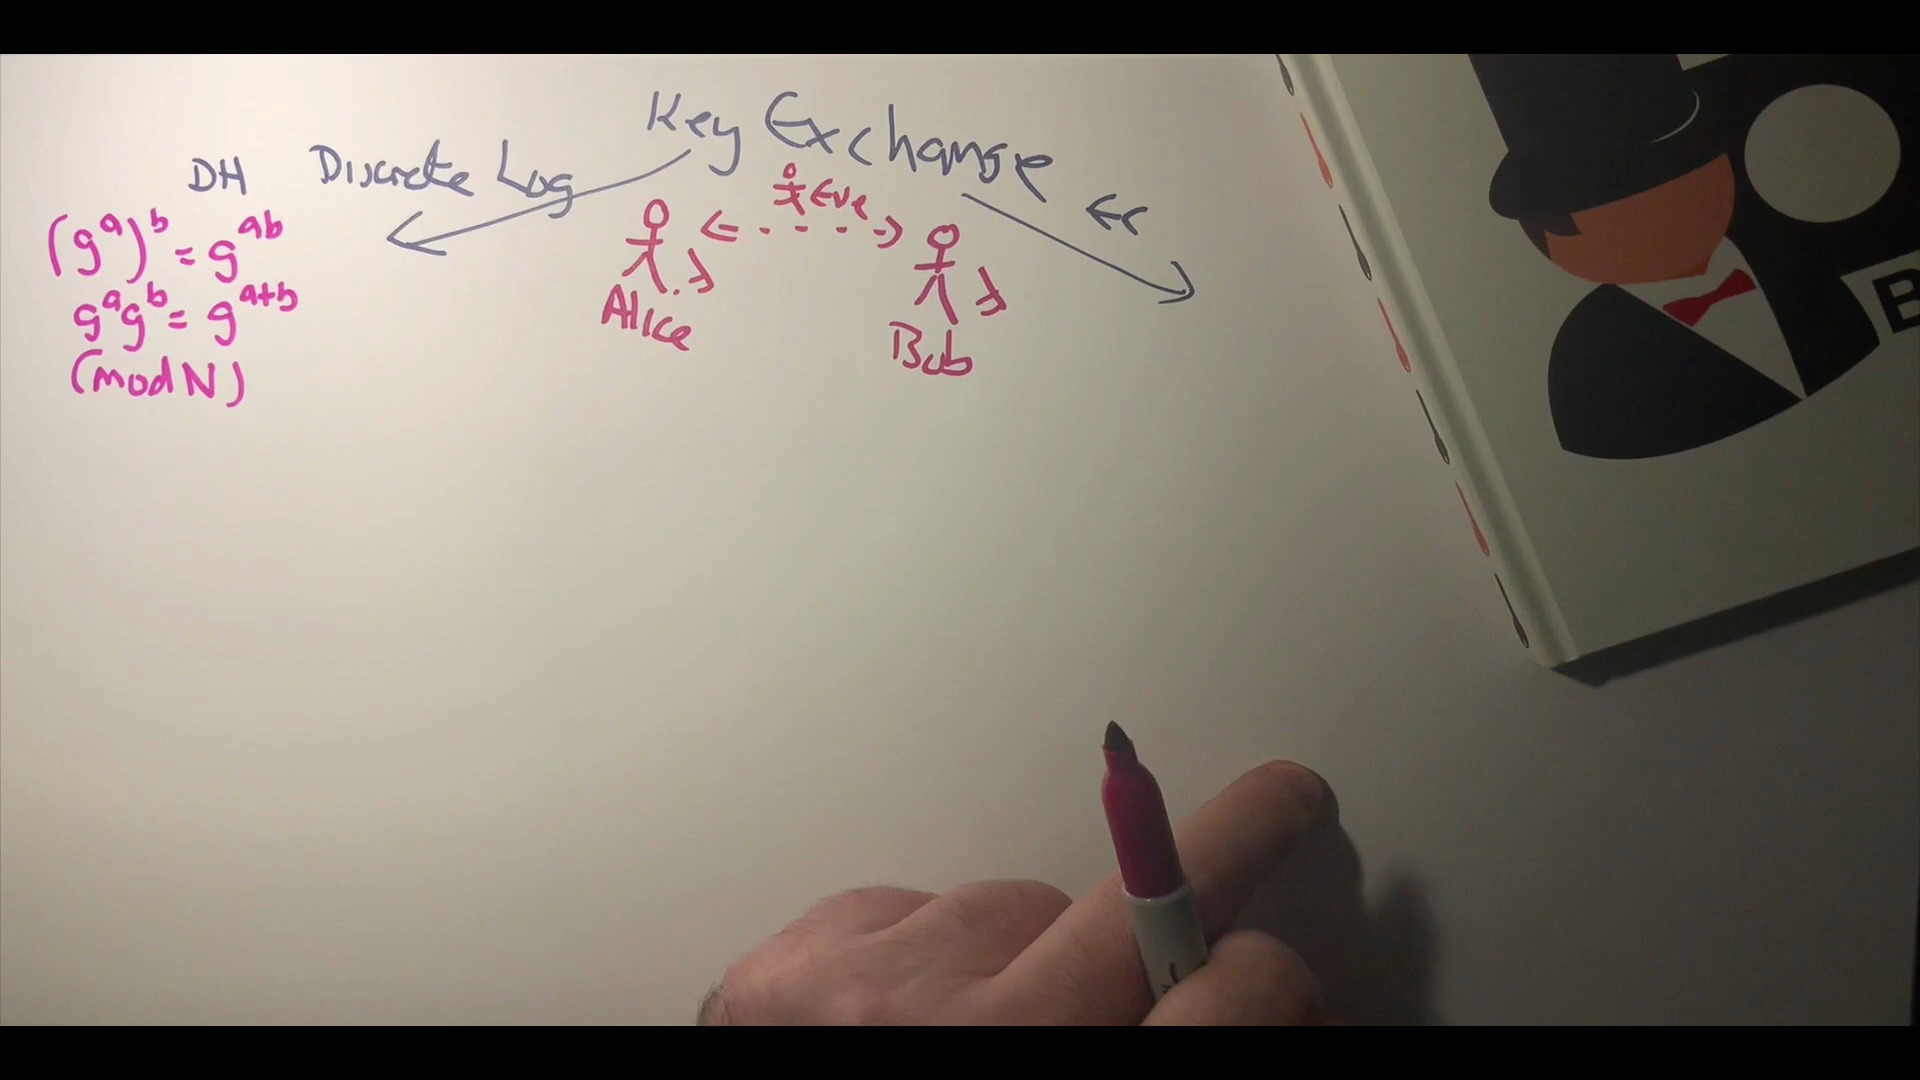 Key Exchange
DH Discrete Log
Eve
EC
(g^a)^b = g^ab
g^a g^b = g^a+b
(mod N)
Alice
Bob
B